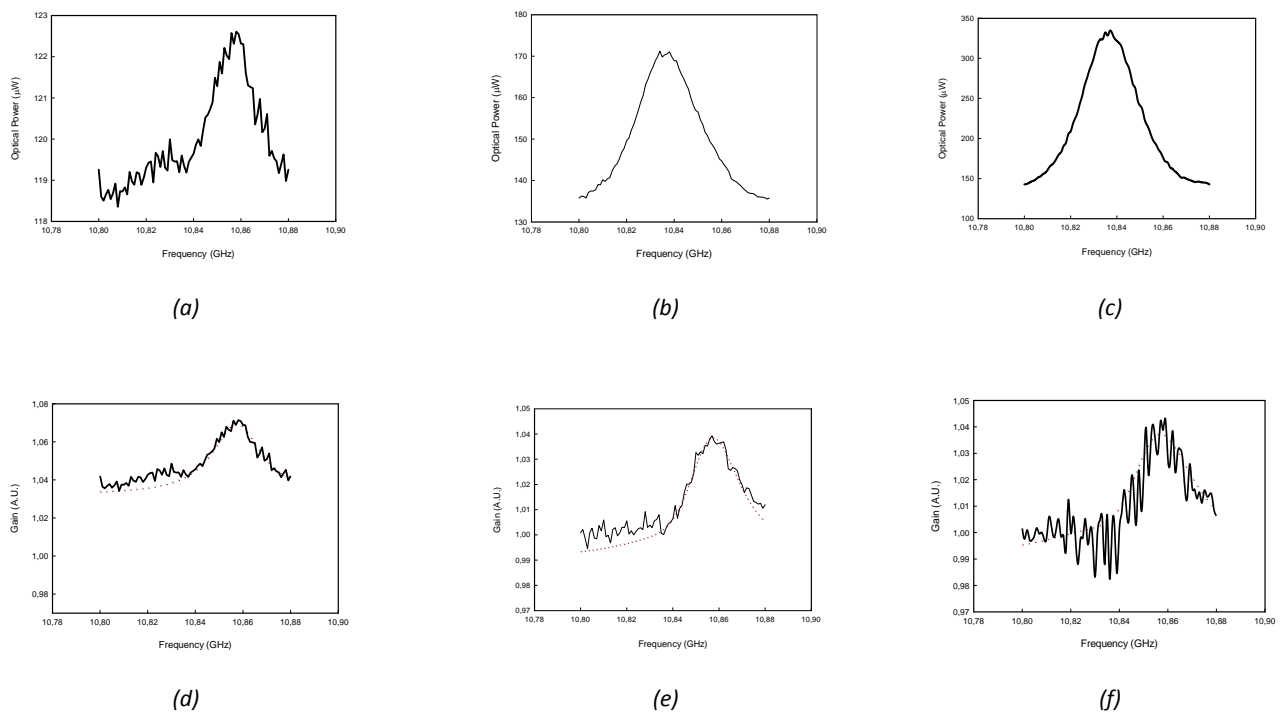 123
122
121
120
119
118
10,78 10,80 10,82 10,84 10,86 10,88 10,90
Optical Power (μW)
Frequency (GHz)
(a)
180
170
160
150
140
130
10,78 10,80 10,82 10,84 10,86 10,88 10,90
Optical Power (μW)
Frequency (GHz)
(b)
350
300
250
200
150
100
10,78 10,80 10,82 10,84 10,86 10,88 10,90
Optical Power (μW)
Frequency (GHz)
(c)
1,08
1,06
1,04
1,02
1,00
0,98
10,78 10,80 10,82 10,84 10,86 10,88 10,90
Gain (A.U.)
Frequency (GHz)
(d)
1,05
1,04
1,03
1,02
1,01
1,00
0,99
0,98
0,97
10,78 10,80 10,82 10,84 10,86 10,88 10,90
Gain (A.U.)
Frequency (GHz)
(e)
1,05
1,04
1,03
1,02
1,01
1,00
0,99
0,98
0,97
10,78 10,80 10,82 10,84 10,86 10,88 10,90
Gain (A.U.)
Frequency (GHz)
(f)